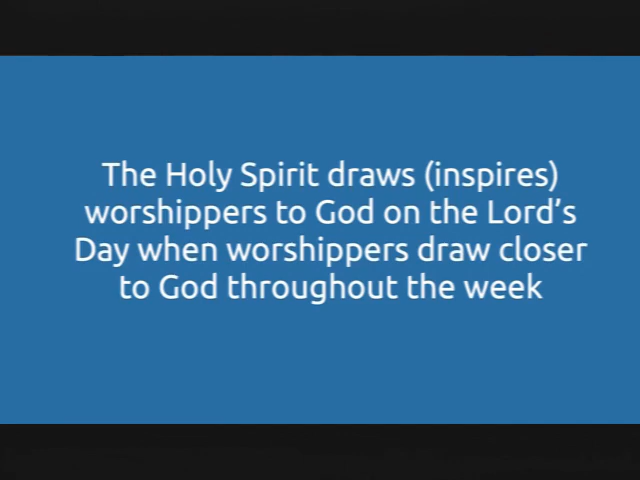 The Holy Spirit draws (inspires)
worshippers to God on the Lord’s
Day when worshippers draw closer
to God throughout the week